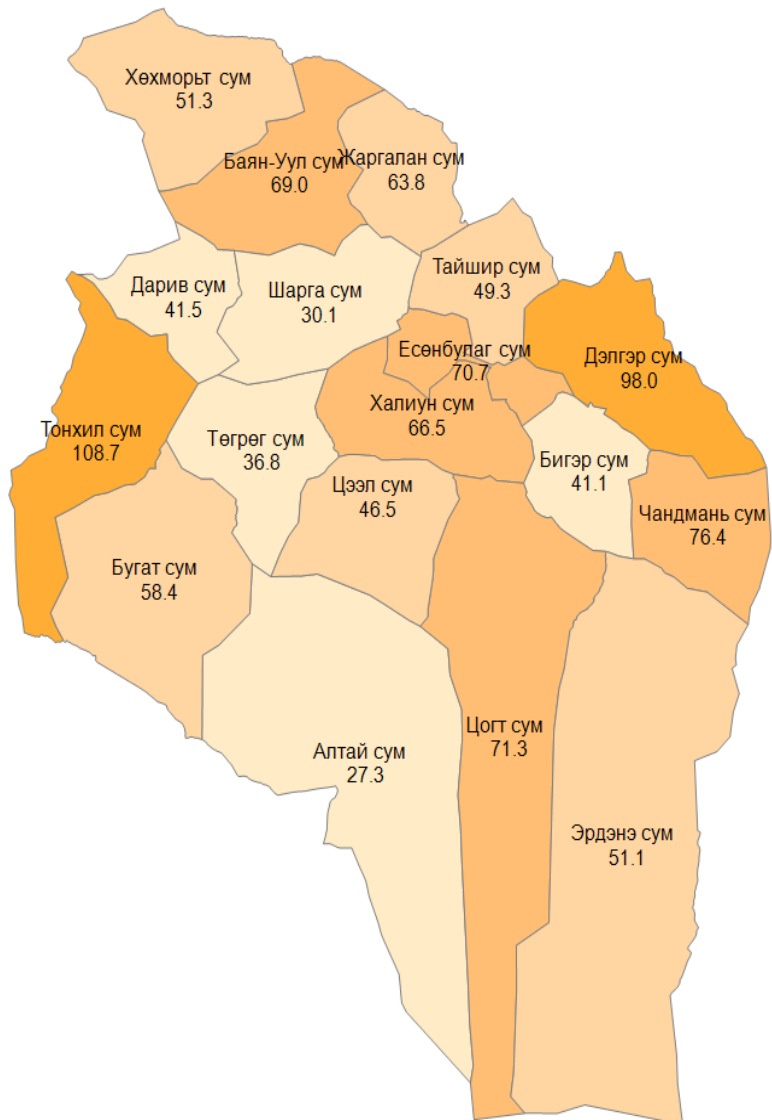 Хөхморьт сум
51.3
Баян-Уул сум
69.0
Жаргалан сум
63.8
Тайшир сум
49.3
Дарив сум
41.5
Шарга сум
30.1
Есөнбулаг сум
70.7
Дэлгэр сум
98.0
Халиун сум
66.5
Тонхил сум
108.7
Төгрөг сум
36.8
Бигэр сум
41.1
Цээл сум
46.5
Чандмань сум
76.4
Бугат сум
58.4
Цогт сум
71.3
Алтай сум
27.3
Эрдэнэ сум
51.1